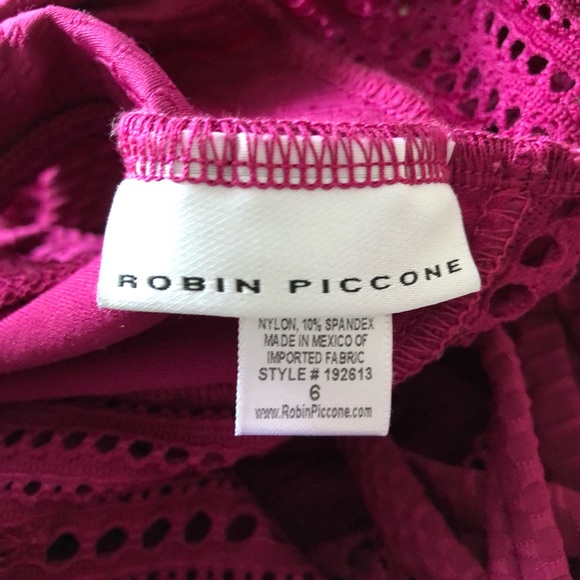 ROBIN PICCONE
NYLON, 10% SPANDEX
MADE IN MEXICO OF
IMPORTED FABRIC
STYLE # 192613
6
www.RobinPiccone.com